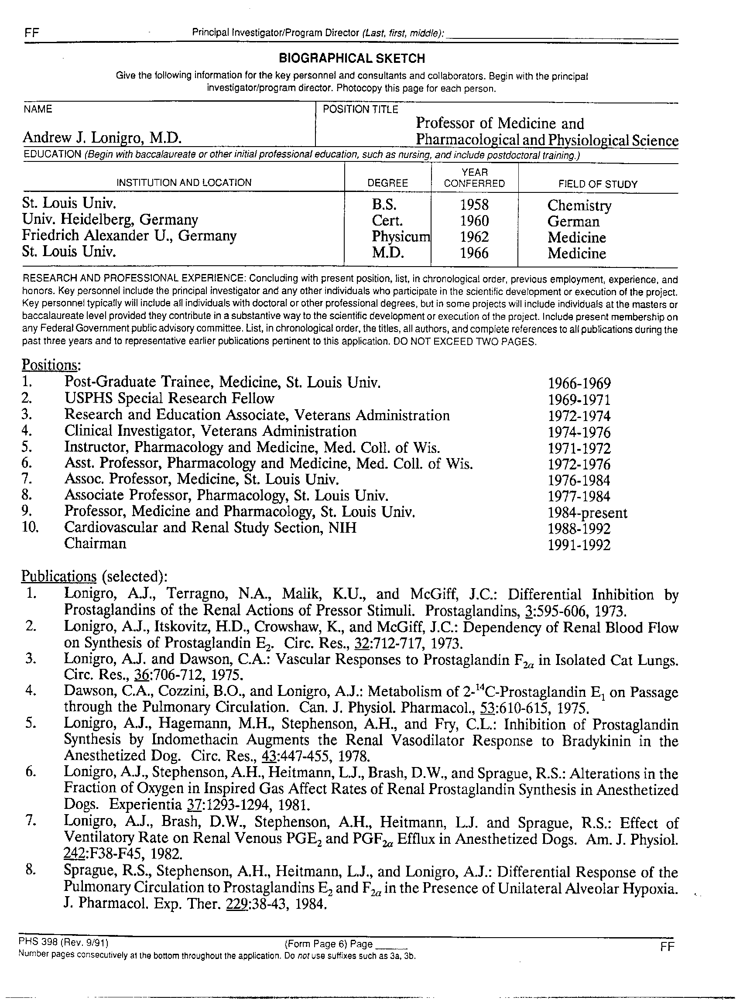 FF Principal Investigator/Program Director (Last, first, middle):
BIOGRAPHICAL SKETCH
Give the following information for the key personnel and consultants and collaborators. Begin with the principal
investigator/program director. Photocopy this page for each person.
NAME POSITION TITLE
Professor of Medicine and
Andrew J. Lonigro, M.D. Pharmacological and Physiological Science
EDUCATION (Begin with baccalaureate or other initial professional education, such as nursing, and include postdoctoral training.)
INSTITUTION AND LOCATION DEGREE YEAR CONFERRED FIELD OF STUDY
St. Louis Univ. B.S. 1958 Chemistry
Univ. Heidelberg, Germany Cert. 1960 German
Friedrich Alexander U., Germany Physicum 1962 Medicine
St. Louis Univ. M.D. 1966 Medicine
RESEARCH AND PROFESSIONAL EXPERIENCE: Concluding with present position, list, in chronological order, previous employment, experience, and
honors. Key personnel include the principal investigator and any other individuals who participate in the scientific development or execution of the project.
Key personnel typically will include all individuals with doctoral or other professional degrees, but in some projects will include individuals at the masters or
baccalaureate level provided they contribute in a substantive way to the scientific development or execution of the project. Include present membership on
any Federal Government public advisory committee. List, in chronological order, the titles, all authors, and complete references to all publications during the
past three years and to representative earlier publications pertinent to this application. DO NOT EXCEED TWO PAGES.
Positions:
1. Post-Graduate Trainee, Medicine, St. Louis Univ. 1966-1969
2. USPHS Special Research Fellow 1969-1971
3. Research and Education Associate, Veterans Administration 1972-1974
4. Clinical Investigator, Veterans Administration 1974-1976
5. Instructor, Pharmacology and Medicine, Med. Coll. of Wis. 1971-1972
6. Asst. Professor, Pharmacology and Medicine, Med. Coll. of Wis. 1972-1976
7. Assoc. Professor, Medicine, St. Louis Univ. 1976-1984
8. Associate Professor, Pharmacology, St. Louis Univ. 1977-1984
9. Professor, Medicine and Pharmacology, St. Louis Univ. 1984-present
10. Cardiovascular and Renal Study Section, NIH 1988-1992
Chairman 1991-1992
Publications (selected):
1. Lonigro, A.J., Terragno, N.A., Malik, K.U., and McGiff, J.C.: Differential Inhibition by
Prostaglandins of the Renal Actions of Pressor Stimuli. Prostaglandins, 3:595-606, 1973.
2. Lonigro, A.J., Itskovitz, H.D., Crowshaw, K., and McGiff, J.C.: Dependency of Renal Blood Flow
on Synthesis of Prostaglandin E₂. Circ. Res., 32:712-717, 1973.
3. Lonigro, A.J. and Dawson, C.A.: Vascular Responses to Prostaglandin F₂α in Isolated Cat Lungs.
Circ. Res., 36:706-712, 1975.
4. Dawson, C.A., Cozzini, B.O., and Lonigro, A.J.: Metabolism of 2-¹⁴C-Prostaglandin E₁ on Passage
through the Pulmonary Circulation. Can. J. Physiol. Pharmacol., 53:610-615, 1975.
5. Lonigro, A.J., Hagemann, M.H., Stephenson, A.H., and Fry, C.L.: Inhibition of Prostaglandin
Synthesis by Indomethacin Augments the Renal Vasodilator Response to Bradykinin in the
Anesthetized Dog. Circ. Res., 43:447-455, 1978.
6. Lonigro, A.J., Stephenson, A.H., Heitmann, L.J., Brash, D.W., and Sprague, R.S.: Alterations in the
Fraction of Oxygen in Inspired Gas Affect Rates of Renal Prostaglandin Synthesis in Anesthetized
Dogs. Experientia 37:1293-1294, 1981.
7. Lonigro, A.J., Brash, D.W., Stephenson, A.H., Heitmann, L.J. and Sprague, R.S.: Effect of
Ventilatory Rate on Renal Venous PGE₂ and PGF₂α Efflux in Anesthetized Dogs. Am. J. Physiol.
242:F38-F45, 1982.
8. Sprague, R.S., Stephenson, A.H., Heitmann, L.J., and Lonigro, A.J.: Differential Response of the
Pulmonary Circulation to Prostaglandins E₂ and F₂α in the Presence of Unilateral Alveolar Hypoxia.
J. Pharmacol. Exp. Ther. 229:38-43, 1984.
PHS 398 (Rev. 9/91) (Form Page 6) Page FF
Number pages consecutively at the bottom throughout the application. Do not use suffixes such as 3a, 3b.